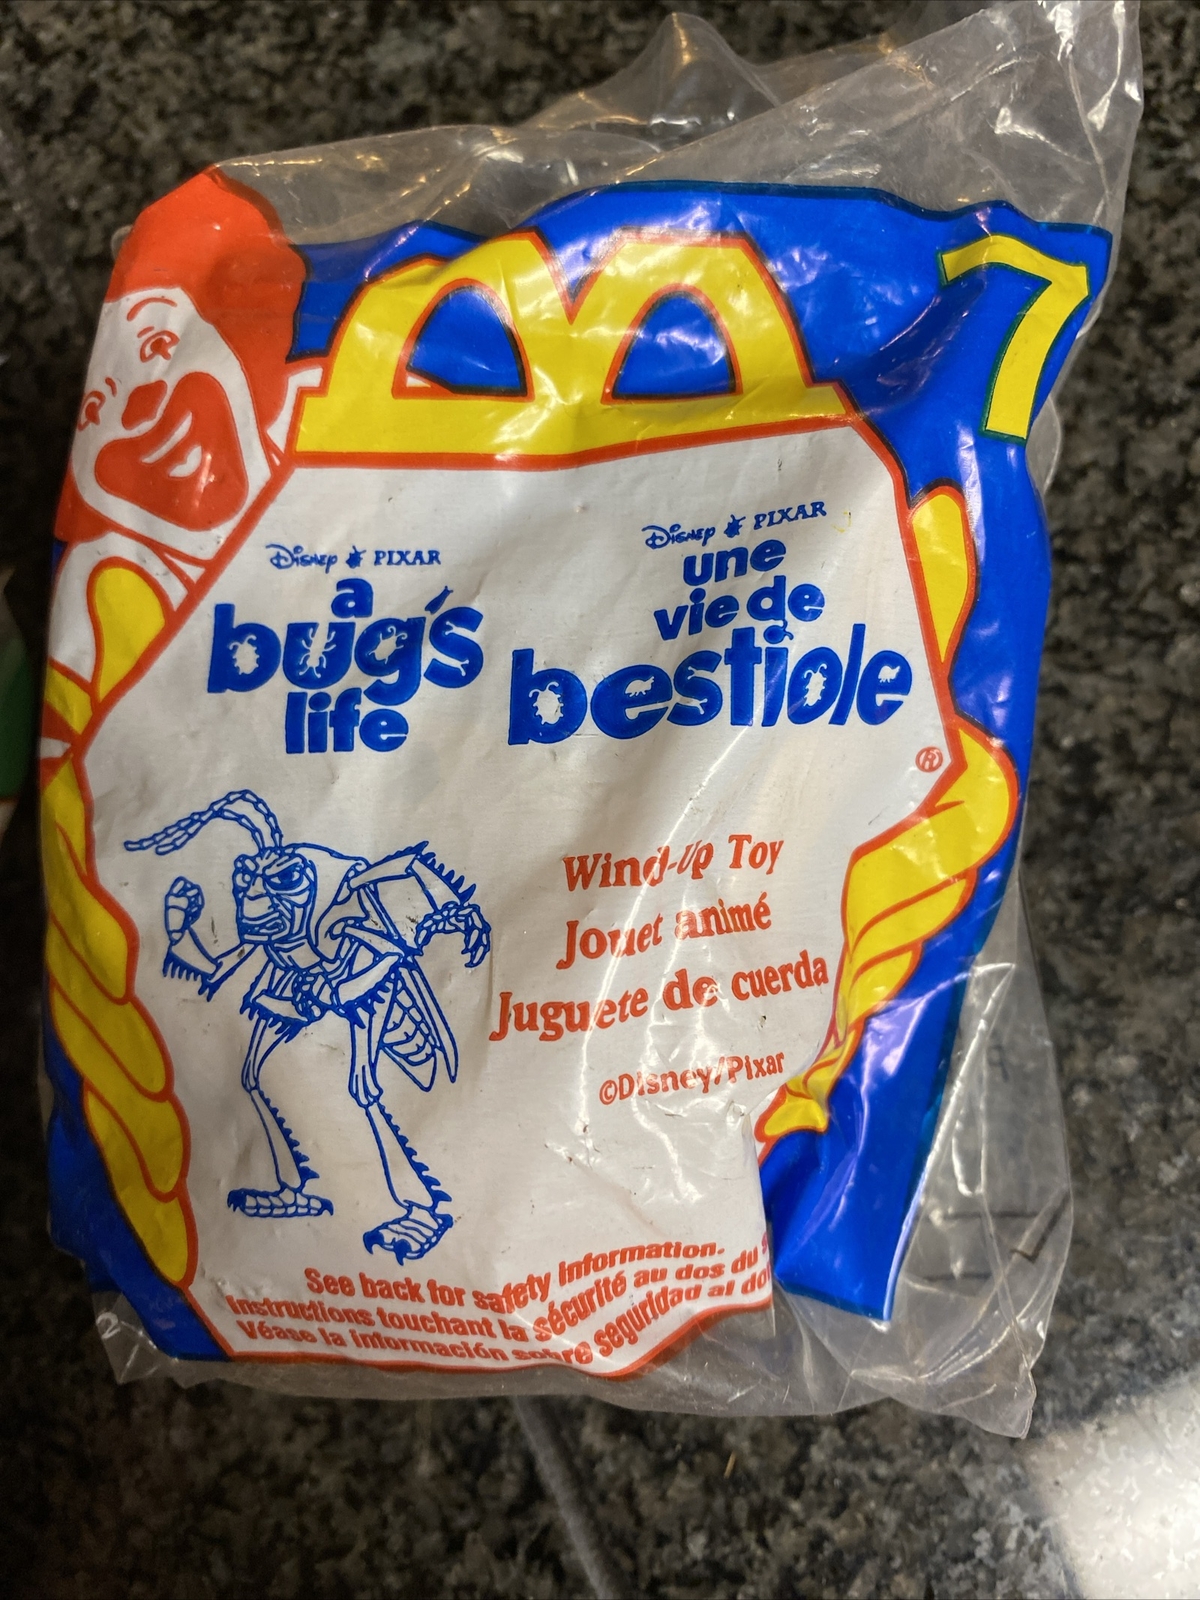 7
Disney PIXAR
a
bug's
life
Disney PIXAR
une
vie de
bestiole
®
Wind-Up Toy
Jouet animé
Juguete de cuerda
©Disney/Pixar
See back for safety information.
Instructions touchant la sécurité au dos du
Véase la información sobre seguridad al